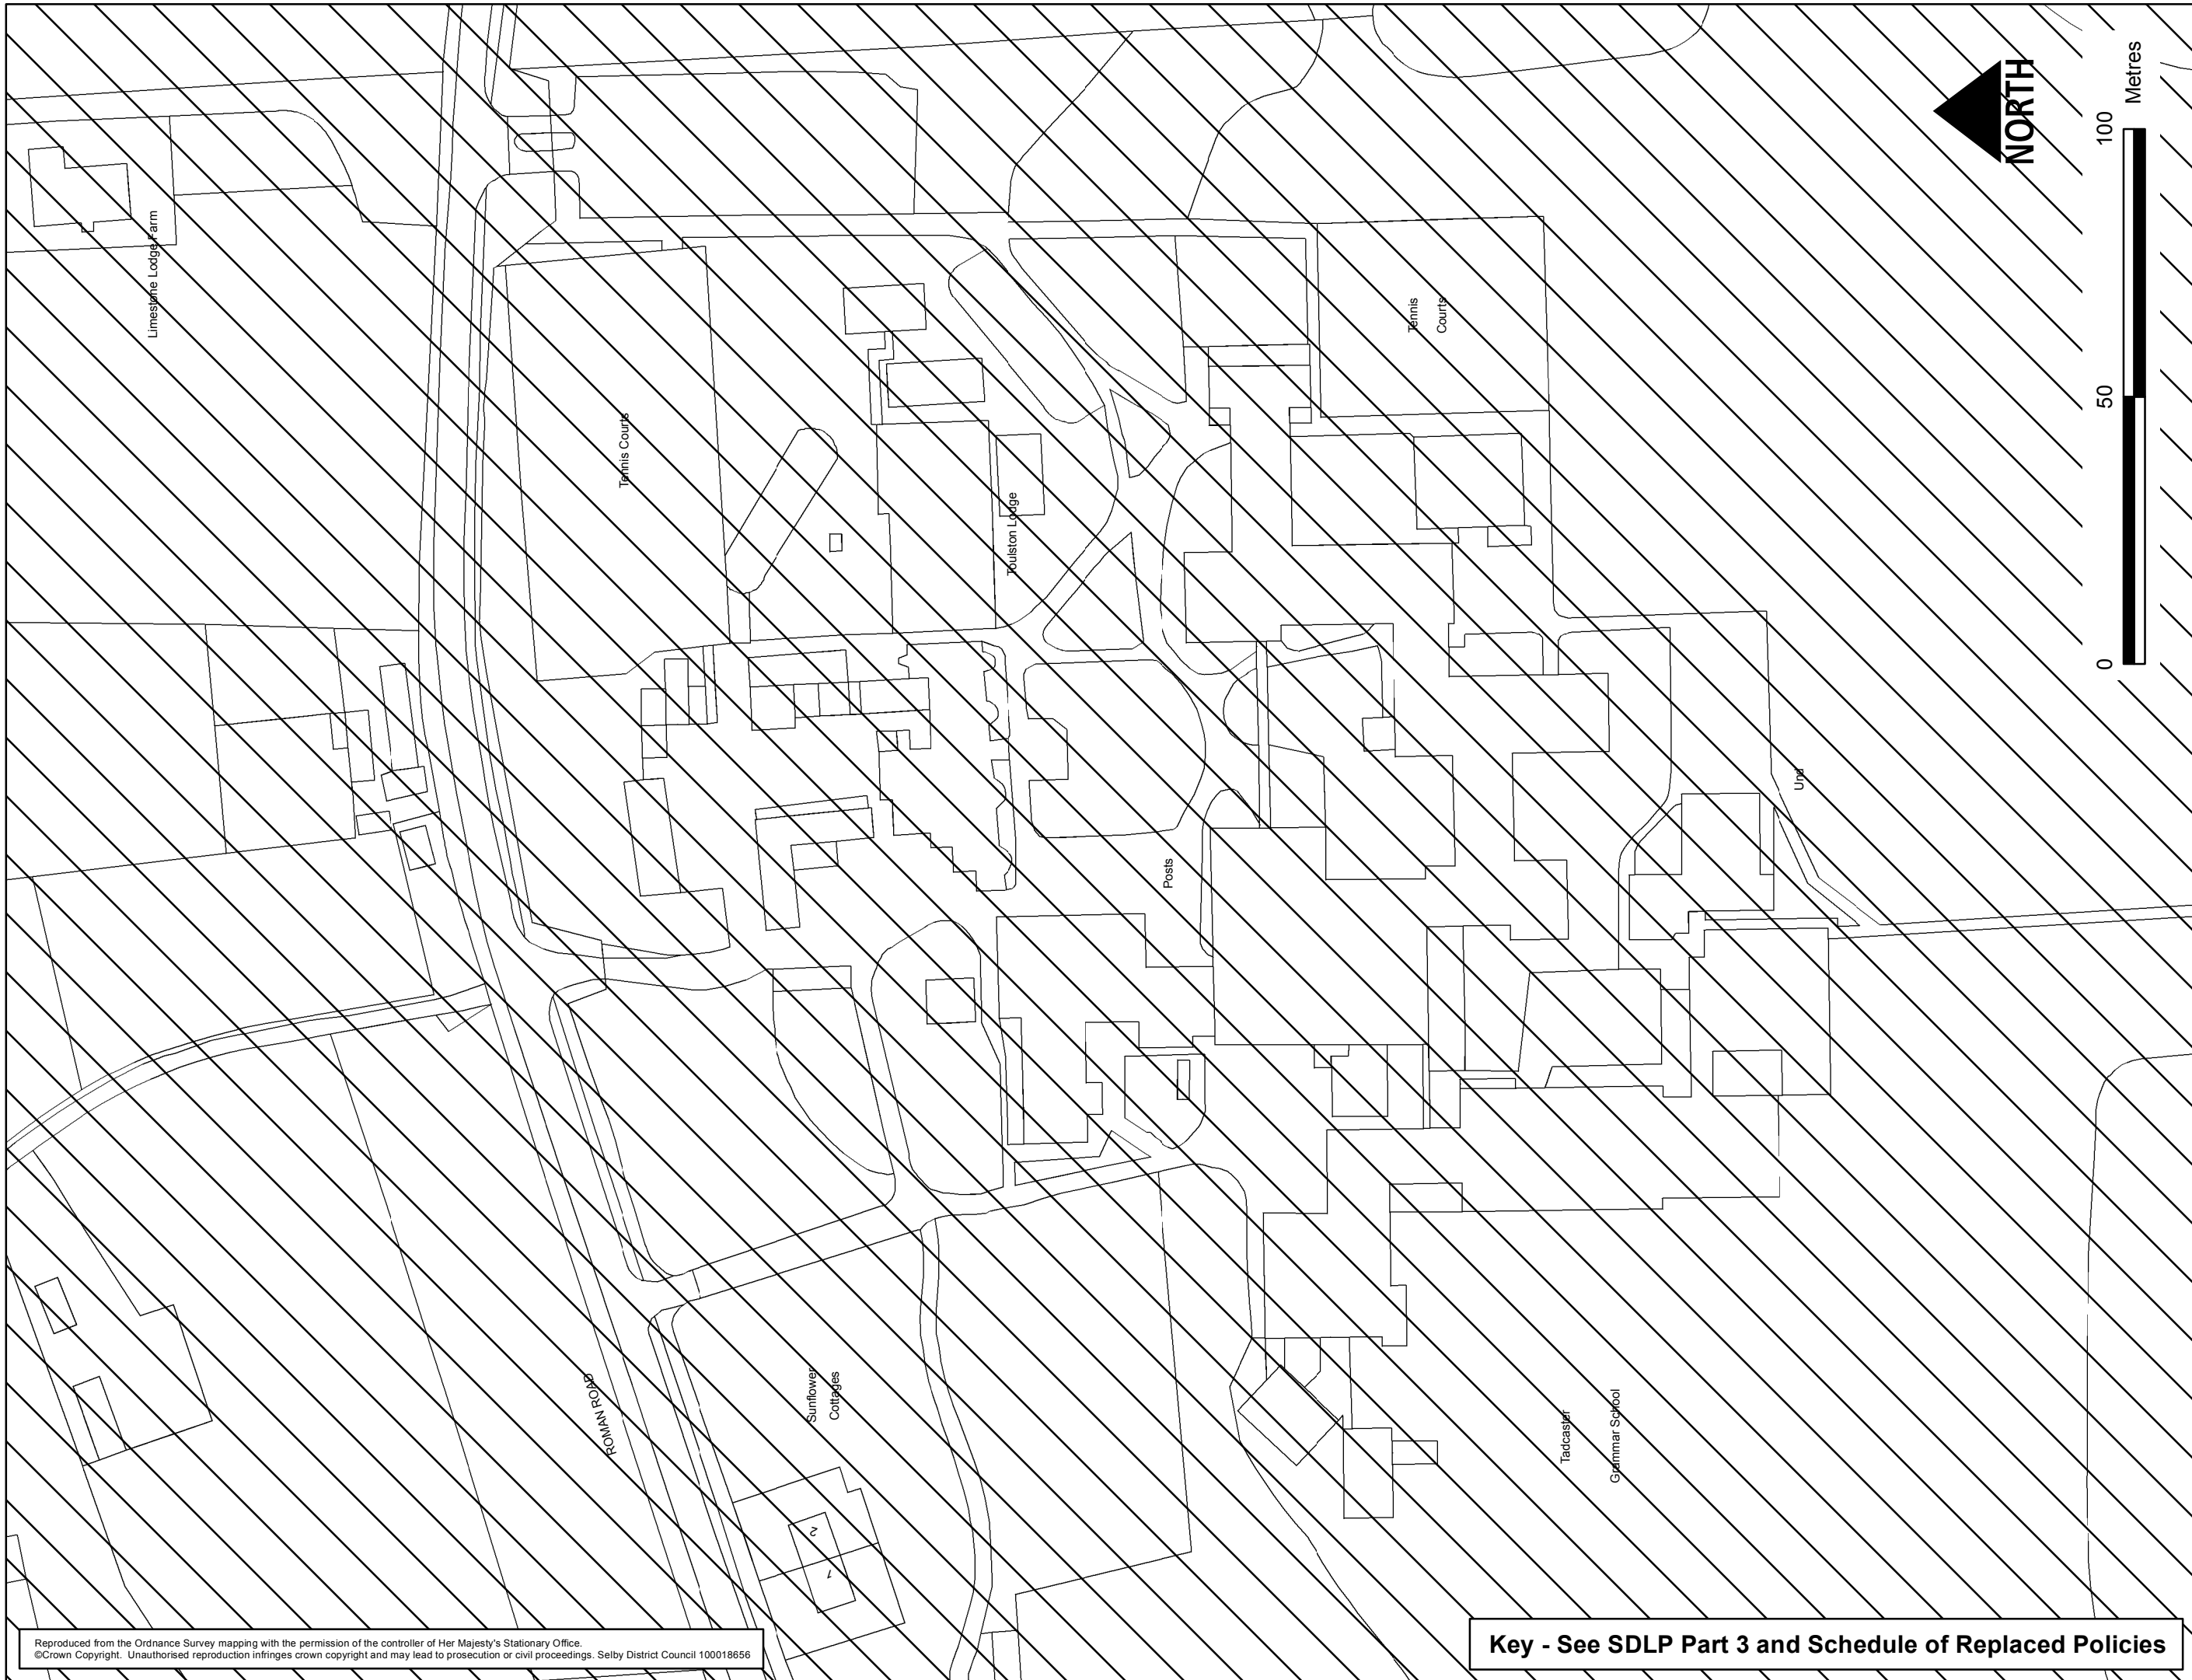 NORTH
Metres
100
50
0
Limestone Lodge Farm
Tennis Courts
Tennis
Courts
Toulston Lodge
Und
Posts
ROMAN ROAD
Sunflower
Cottages
2
1
Tadcaster
Grammar School
Reproduced from the Ordnance Survey mapping with the permission of the controller of Her Majesty's Stationary Office.
©Crown Copyright. Unauthorised reproduction infringes crown copyright and may lead to prosecution or civil proceedings. Selby District Council 100018656
Key - See SDLP Part 3 and Schedule of Replaced Policies